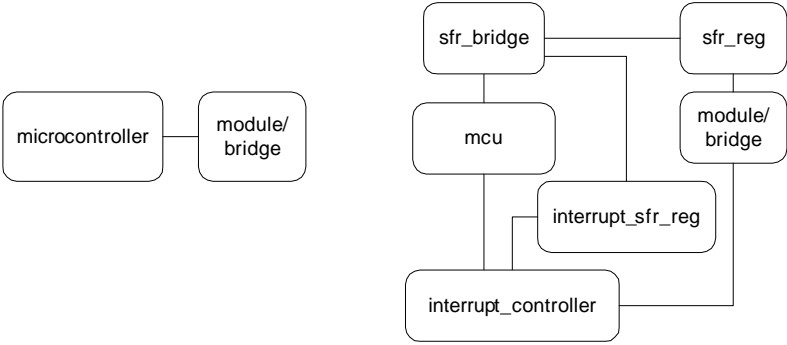 microcontroller
module/
bridge
sfr_bridge
sfr_reg
mcu
module/
bridge
interrupt_sfr_reg
interrupt_controller